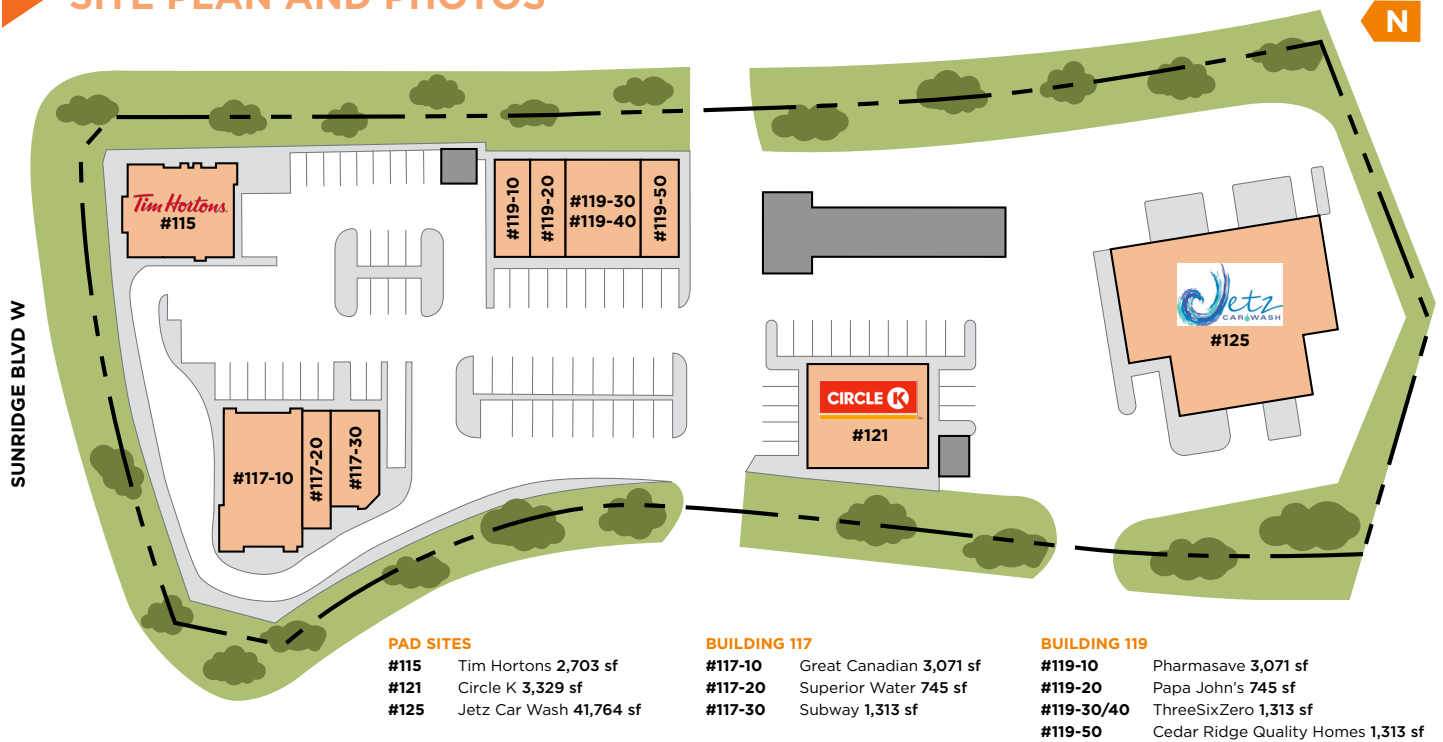 SITE PLAN AND PHOTOS
N
SUNRIDGE BLVD W
Tim Hortons
#115
#119-10
#119-20
#119-30
#119-40
#119-50
Jetz
CAR WASH
#125
CIRCLE K
#121
#117-10
#117-20
#117-30
PAD SITES
#115 Tim Hortons 2,703 sf
#121 Circle K 3,329 sf
#125 Jetz Car Wash 41,764 sf
BUILDING 117
#117-10 Great Canadian 3,071 sf
#117-20 Superior Water 745 sf
#117-30 Subway 1,313 sf
BUILDING 119
#119-10 Pharmasave 3,071 sf
#119-20 Papa John’s 745 sf
#119-30/40 ThreeSixZero 1,313 sf
#119-50 Cedar Ridge Quality Homes 1,313 sf